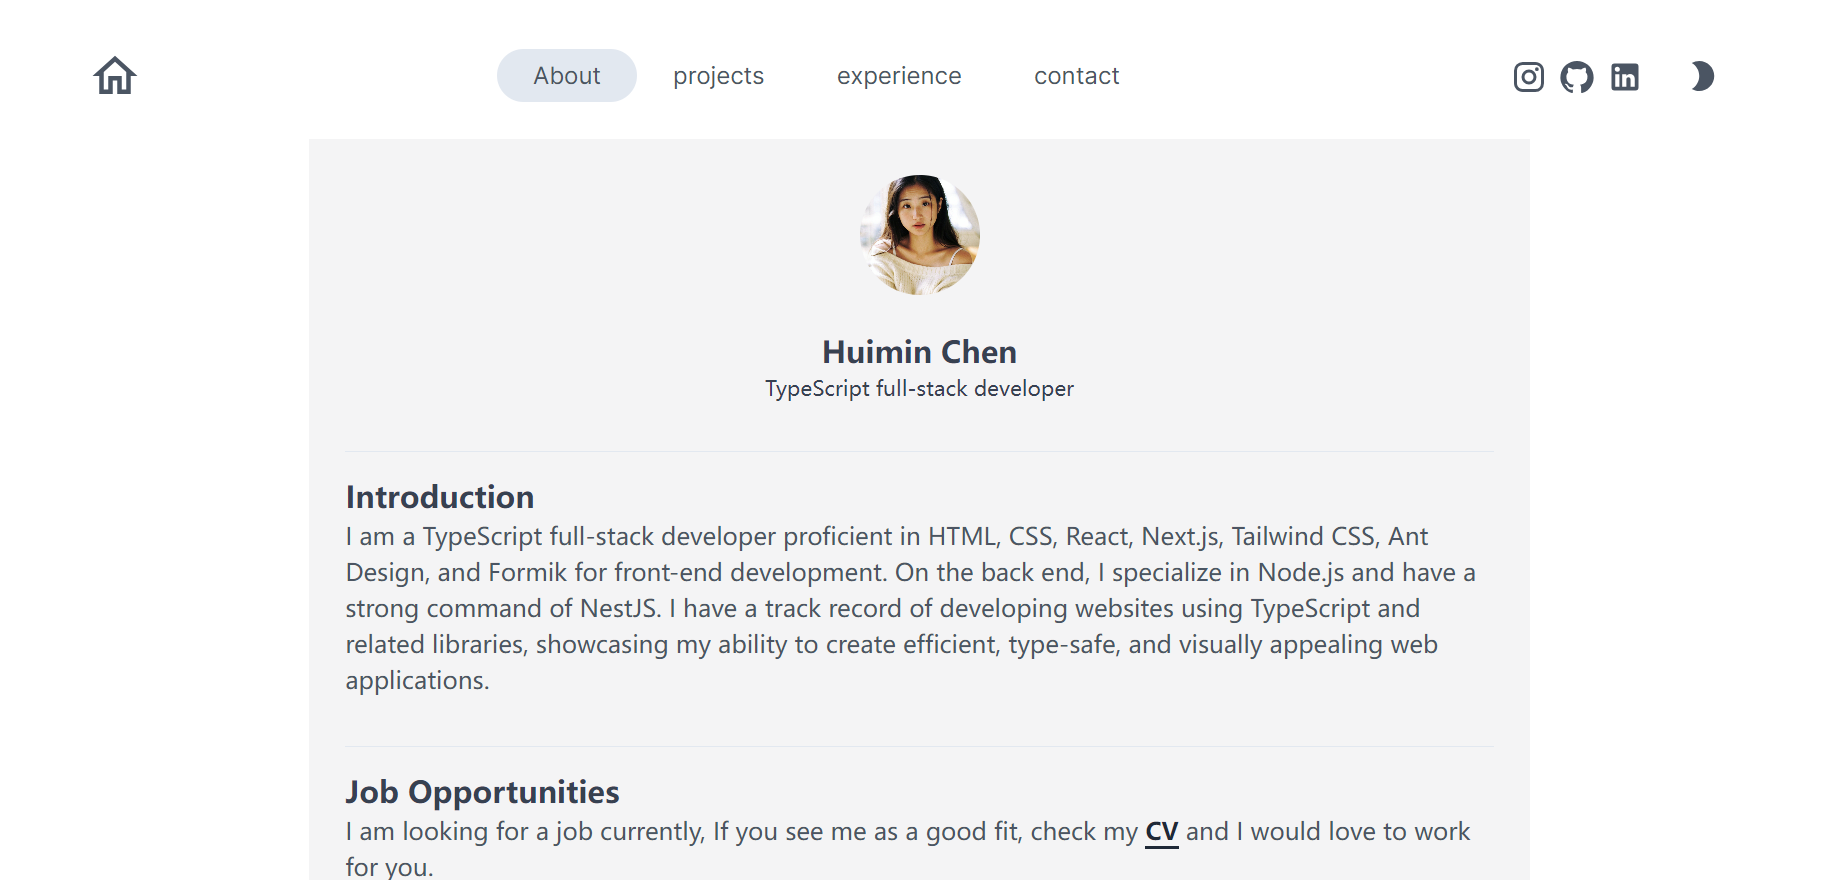 About projects experience contact
Huimin Chen
TypeScript full-stack developer
Introduction
I am a TypeScript full-stack developer proficient in HTML, CSS, React, Next.js, Tailwind CSS, Ant
Design, and Formik for front-end development. On the back end, I specialize in Node.js and have a
strong command of NestJS. I have a track record of developing websites using TypeScript and
related libraries, showcasing my ability to create efficient, type-safe, and visually appealing web
applications.
Job Opportunities
I am looking for a job currently, If you see me as a good fit, check my CV and I would love to work
for you.